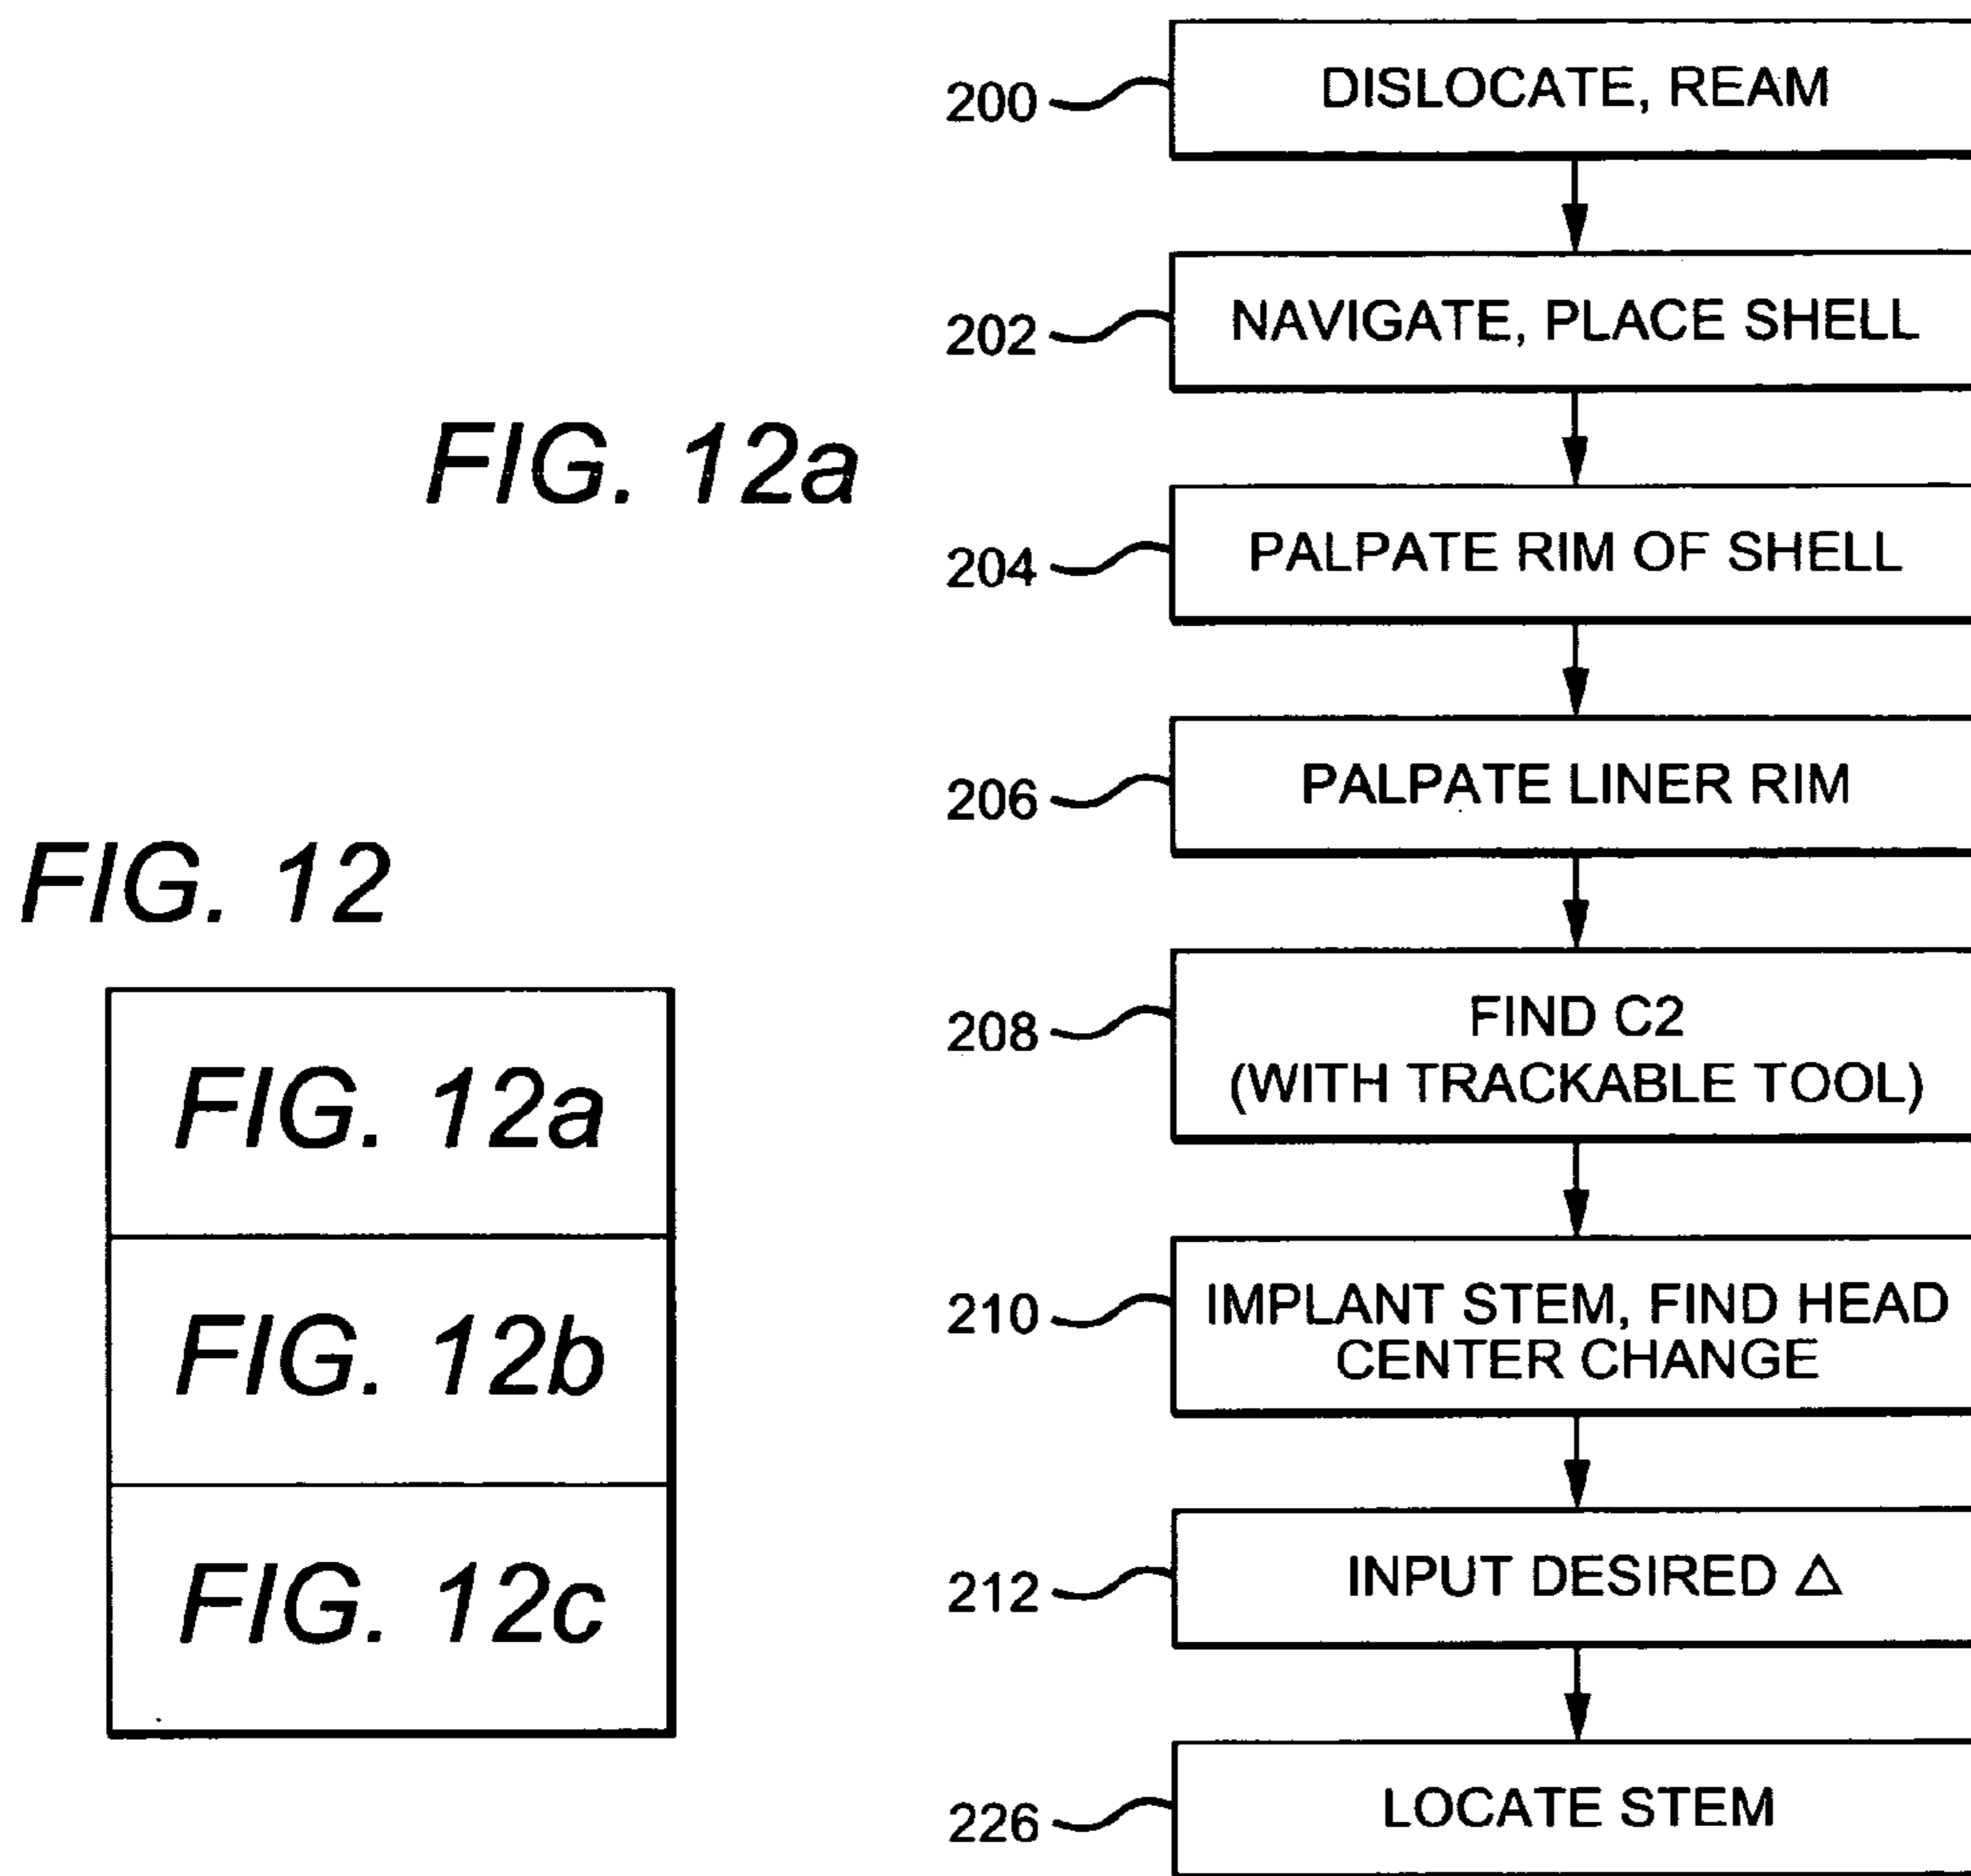 FIG. 12a
200
DISLOCATE, REAM
202
NAVIGATE, PLACE SHELL
204
PALPATE RIM OF SHELL
206
PALPATE LINER RIM
208
FIND C2
(WITH TRACKABLE TOOL)
210
IMPLANT STEM, FIND HEAD
CENTER CHANGE
212
INPUT DESIRED △
226
LOCATE STEM
FIG. 12
FIG. 12a
FIG. 12b
FIG. 12c